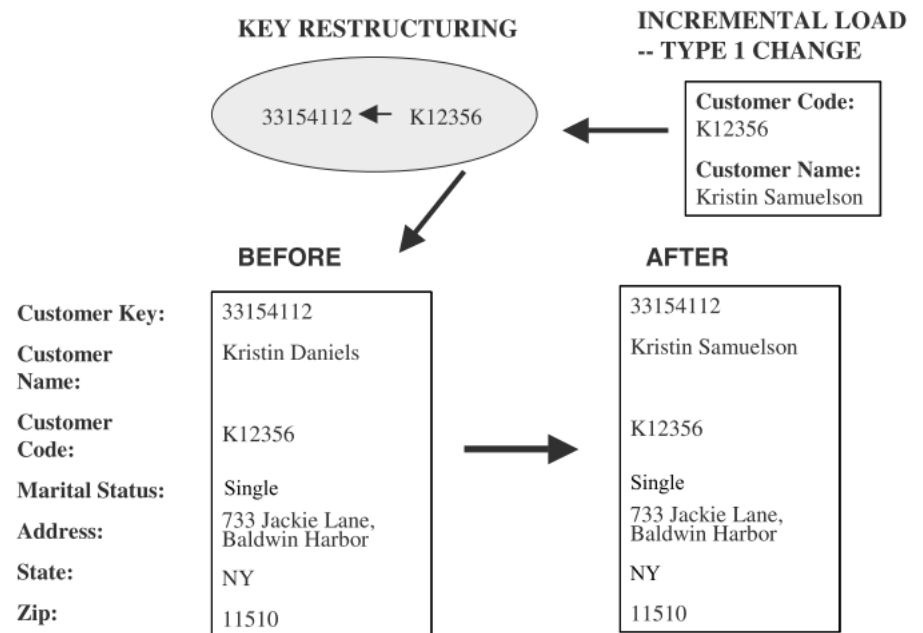 KEY RESTRUCTURING
INCREMENTAL LOAD
-- TYPE 1 CHANGE
33154112
K12356
Customer Code:
K12356
Customer Name:
Kristin Samuelson
BEFORE
AFTER
Customer Key:
Customer
Name:
Customer
Code:
Marital Status:
Address:
State:
Zip:
33154112
Kristin Daniels
K12356
Single
733 Jackie Lane,
Baldwin Harbor
NY
11510
33154112
Kristin Samuelson
K12356
Single
733 Jackie Lane,
Baldwin Harbor
NY
11510